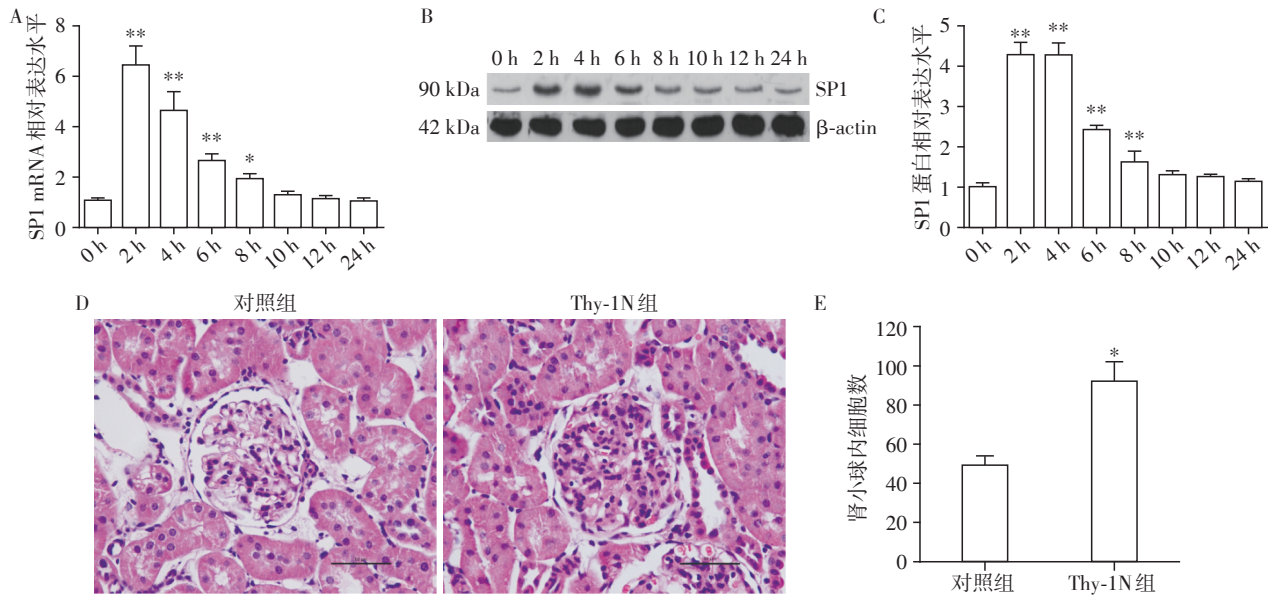 A
SP1 mRNA 相对表达水平
8
6
4
2
0
** ** ** *
0 h 2 h 4 h 6 h 8 h 10 h 12 h 24 h
B
0 h 2 h 4 h 6 h 8 h 10 h 12 h 24 h
90 kDa SP1
42 kDa β-actin
C
SP1 蛋白相对表达水平
5
4
3
2
1
0
** ** ** **
0 h 2 h 4 h 6 h 8 h 10 h 12 h 24 h
D
对照组 Thy-1N 组
E
肾小球内细胞数
120
100
80
60
40
20
0
*
对照组 Thy-1N 组